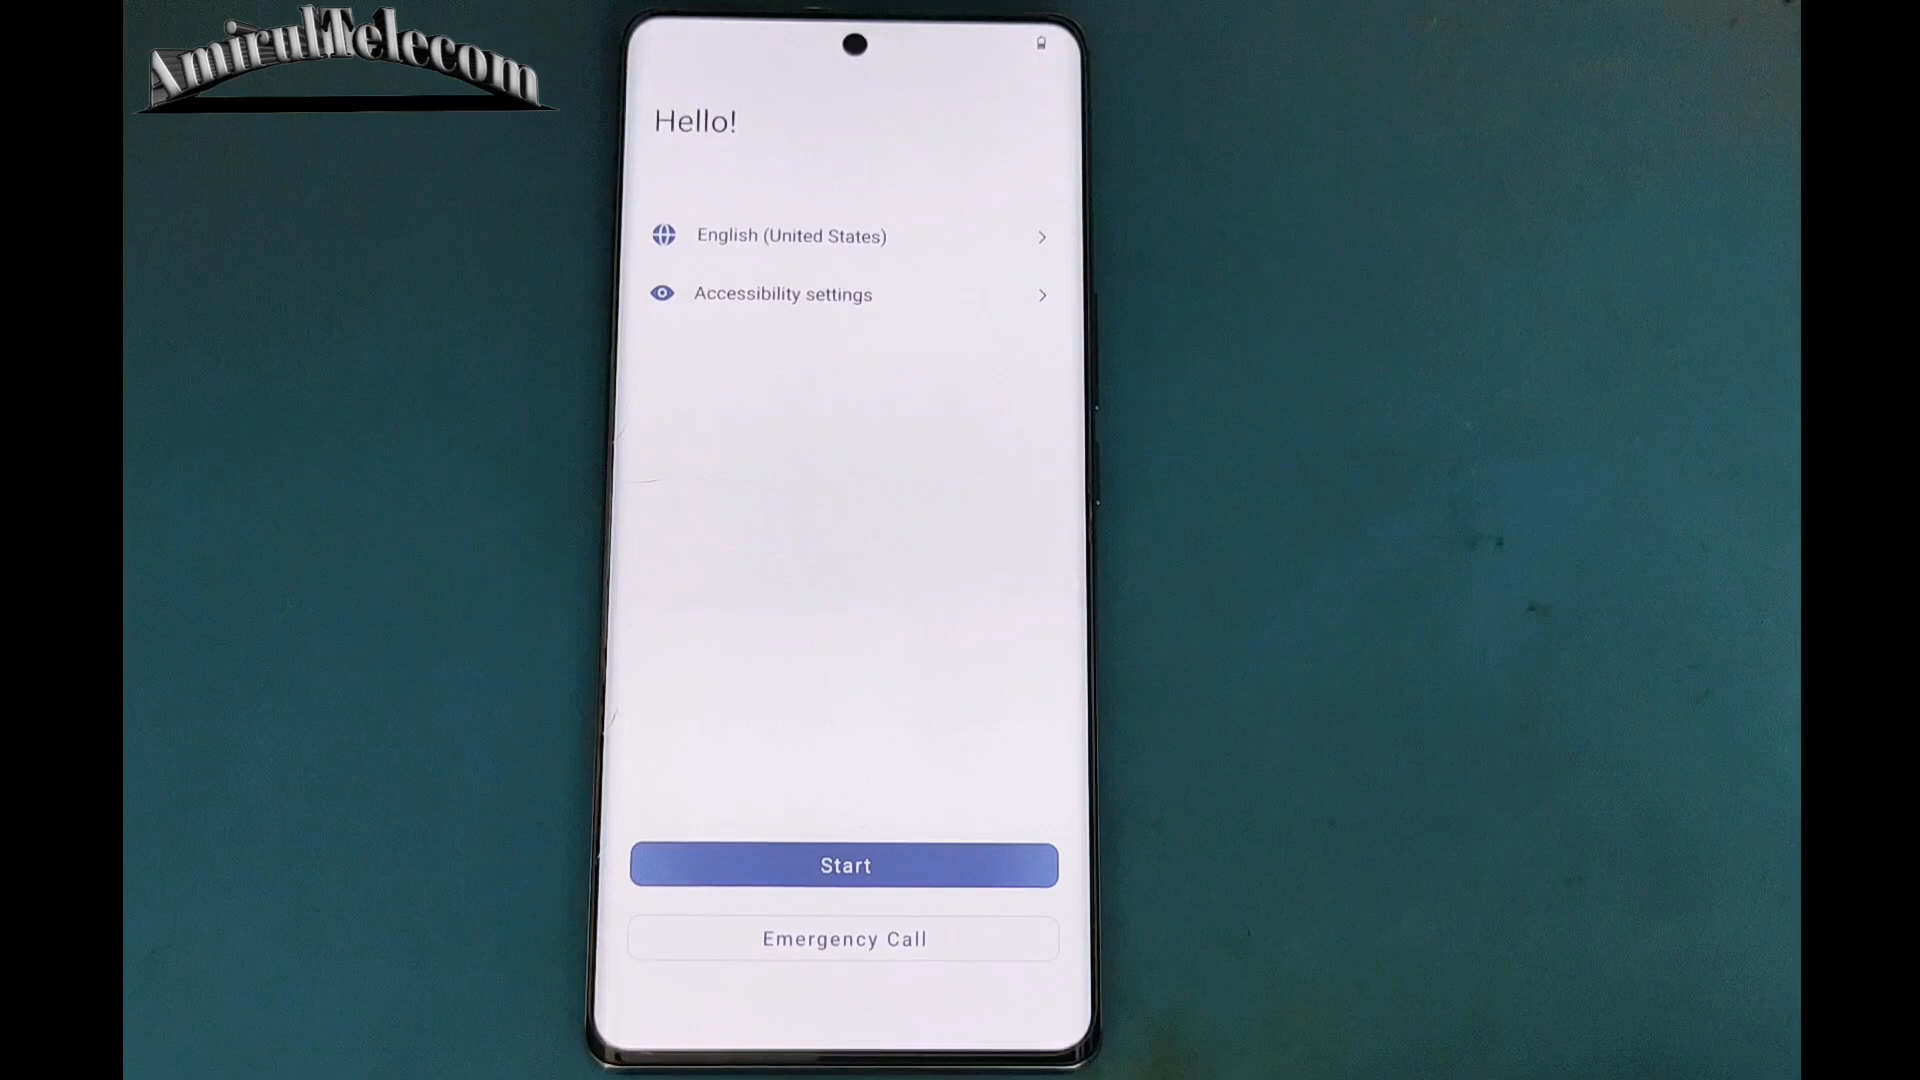 AmirulTelecom
Hello!
English (United States)
Accessibility settings
Start
Emergency Call